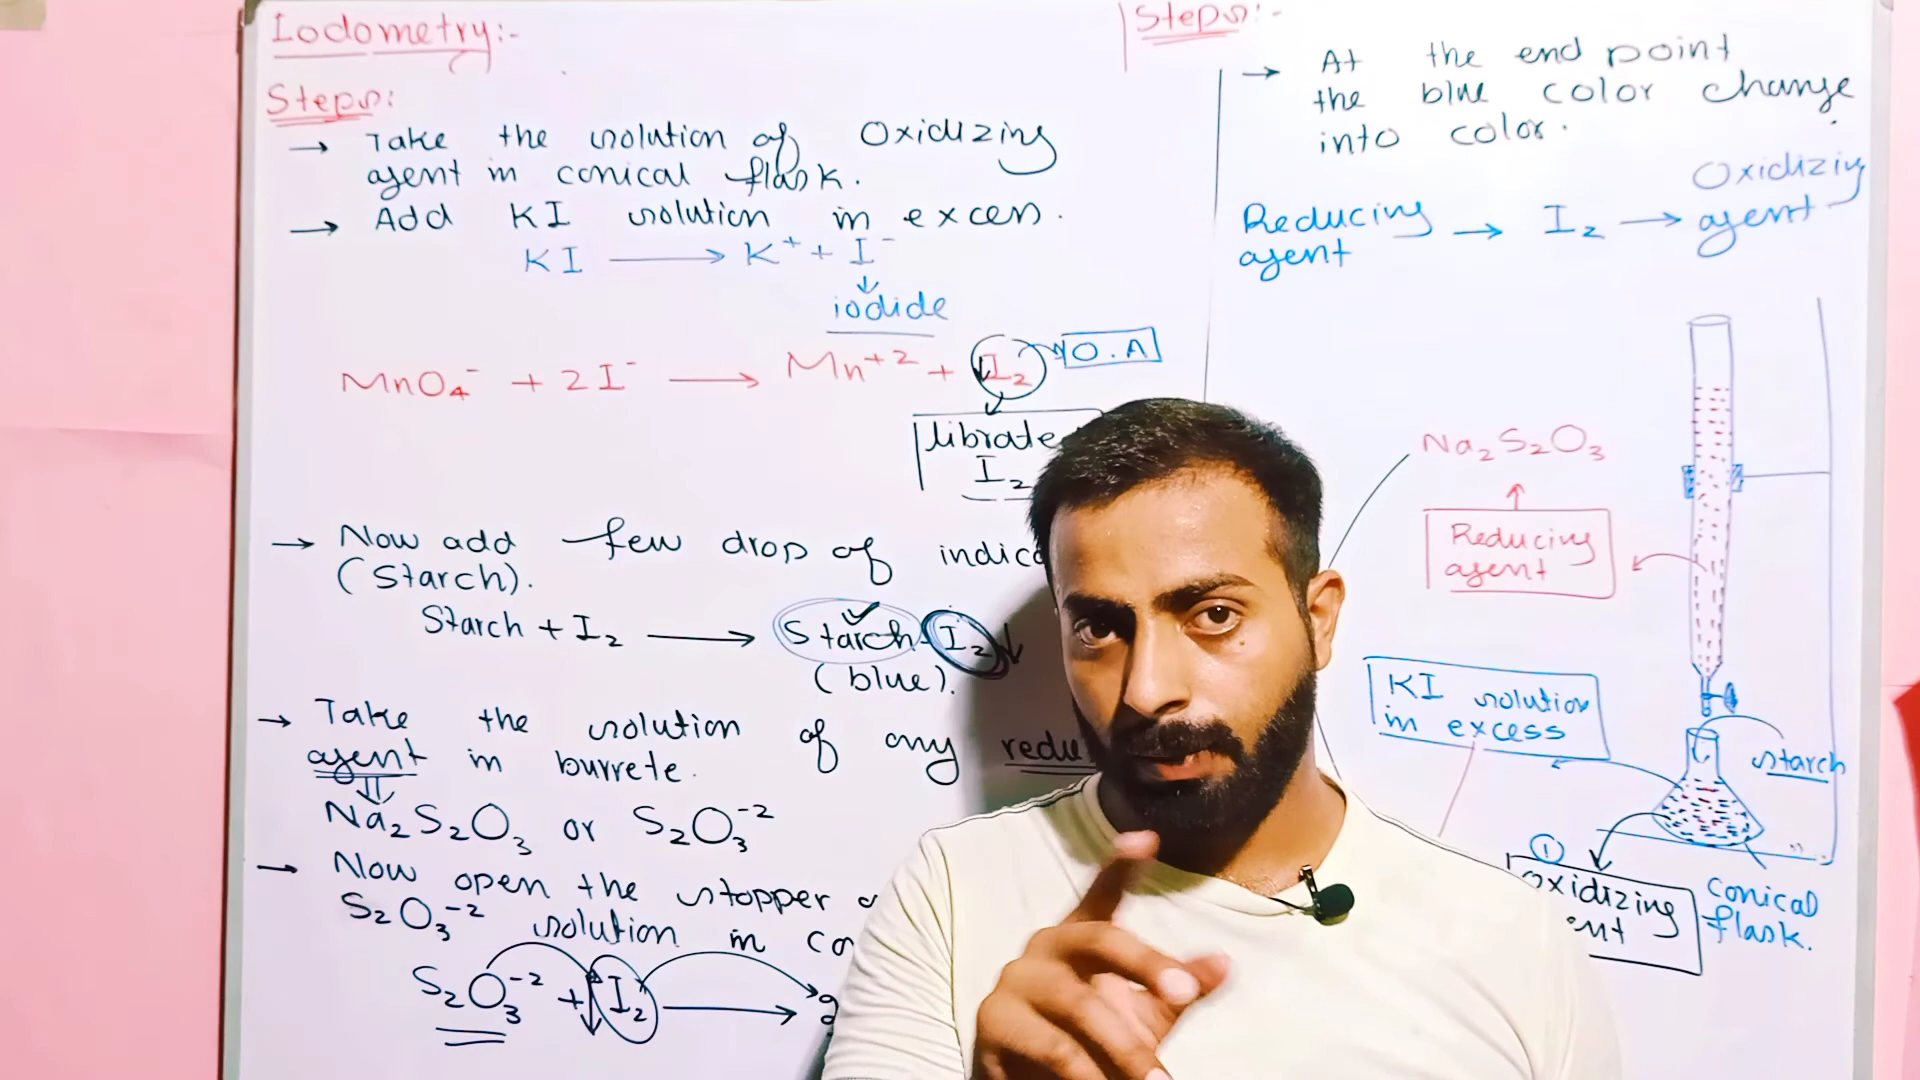 Iodometry:-
Steps:
→ Take the solution of Oxidizing
agent in conical flask.
→ Add KI solution in excess.
KI → K⁺ + I⁻
↓
iodide
MnO₄⁻ + 2I⁻ → Mn⁺² + I₂
O.A
librate
I₂
→ Now add few drop of
(Starch).
Starch + I₂ → Starch-I₂
(blue).
→ Take the solution of any
agent in burrete.
Na₂S₂O₃ or S₂O₃⁻²
→ Now open the stopper
S₂O₃⁻² solution in
S₂O₃⁻² + I₂ →
Steps:-
→ At the end point
the blue color change
into color.
Reducing agent → I₂ → Oxidizing agent
Na₂S₂O₃
Reducing
agent
KI solution
in excess
starch
1
oxidizing
conical
flask.